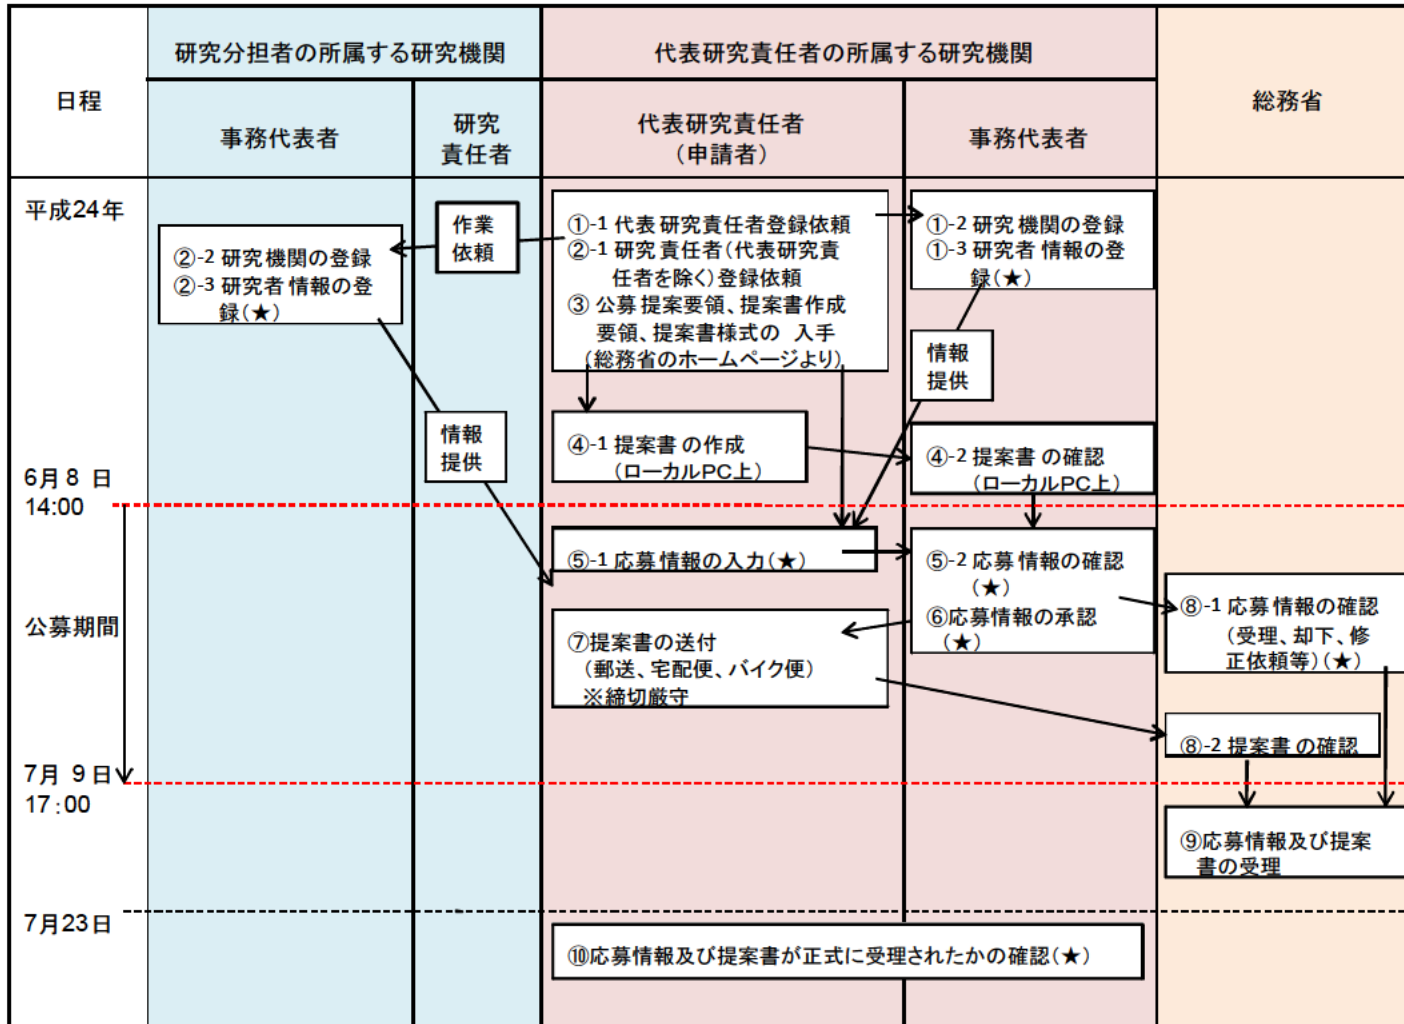 研究分担者の所属する研究機関
代表研究責任者の所属する研究機関
日程
総務省
事務代表者
研究
責任者
代表研究責任者
（申請者）
事務代表者
平成24年
②-2 研究機関の登録
②-3 研究者情報の登
録（★）
作業
依頼
①-1 代表研究責任者登録依頼
②-1 研究責任者（代表研究責
任者を除く）登録依頼
③ 公募提案要領、提案書作成
要領、提案書様式の 入手
（総務省のホームページより）
①-2 研究機関の登録
①-3 研究者情報の登
録（★）
情報
提供
情報
提供
④-1 提案書の作成
（ローカルPC上）
④-2 提案書の確認
（ローカルPC上）
6月 8 日
14:00
⑤-1 応募情報の入力（★）
⑤-2 応募情報の確認
（★）
⑥応募情報の承認
（★）
公募期間
⑦提案書の送付
（郵送、宅配便、バイク便）
※締切厳守
⑧-1 応募情報の確認
（受理、却下、修
正依頼等）（★）
⑧-2 提案書の確認
7月 9 日
17:00
⑨応募情報及び提案
書の受理
7月23日
⑩応募情報及び提案書が正式に受理されたかの確認（★）